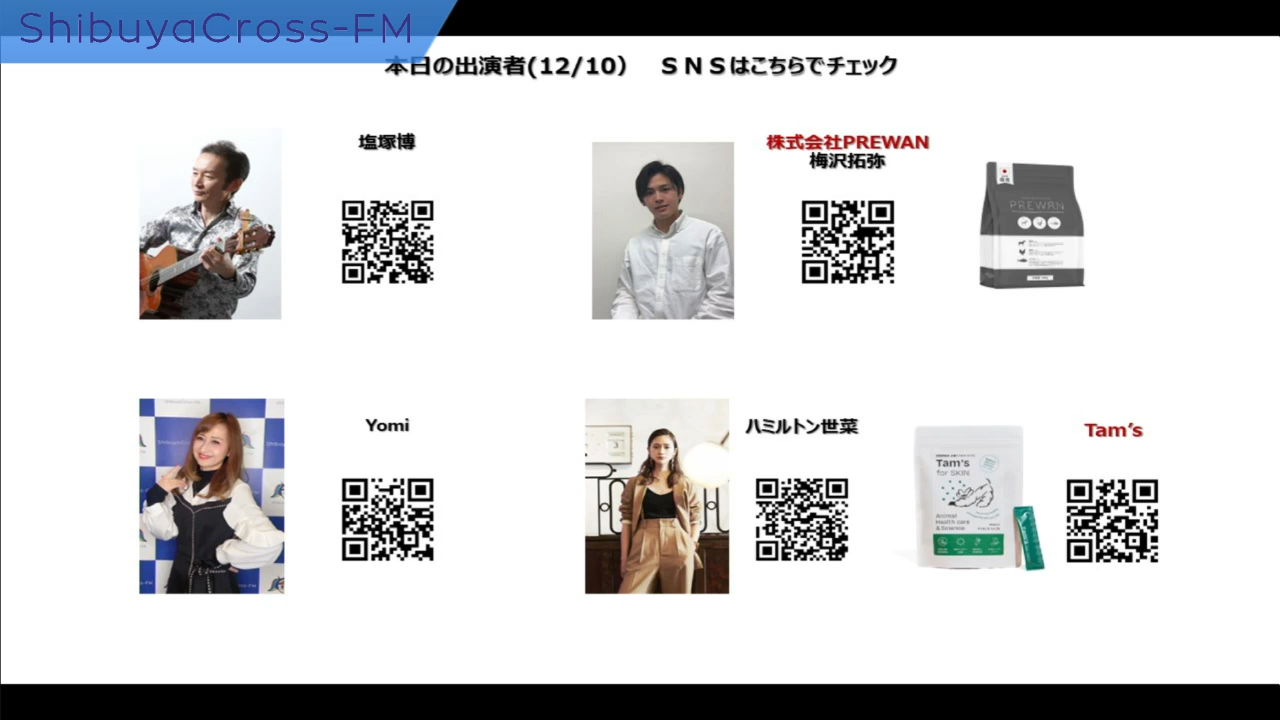 ShibuyaCross-FM
本日の出演者(12/10)　ＳＮＳはこちらでチェック
塩塚博
株式会社PREWAN
梅沢拓弥
PREWAN
Yomi
ハミルトン世菜
Tam's
for SKIN
Animal
Health care
& Science
Tam’s